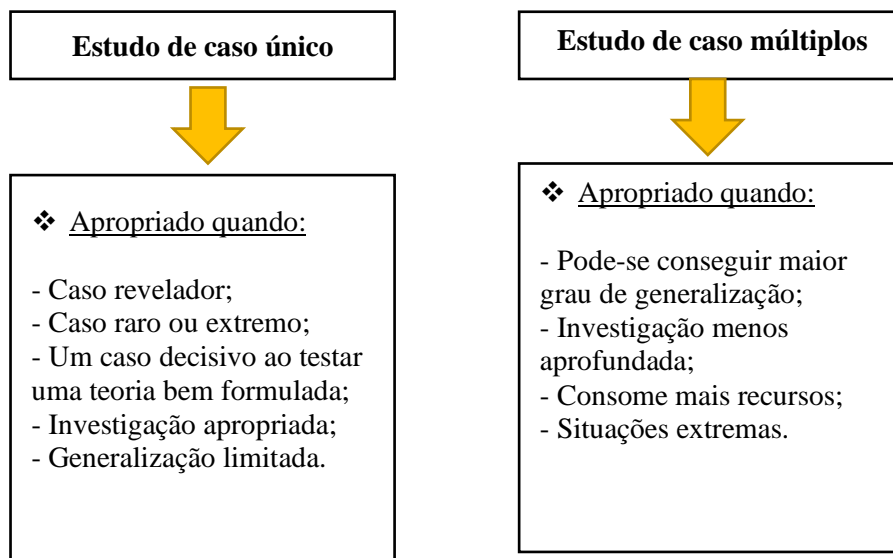 Estudo de caso único
❖ Apropriado quando:
- Caso revelador;
- Caso raro ou extremo;
- Um caso decisivo ao testar
uma teoria bem formulada;
- Investigação apropriada;
- Generalização limitada.
Estudo de caso múltiplos
❖ Apropriado quando:
- Pode-se conseguir maior
grau de generalização;
- Investigação menos
aprofundada;
- Consome mais recursos;
- Situações extremas.